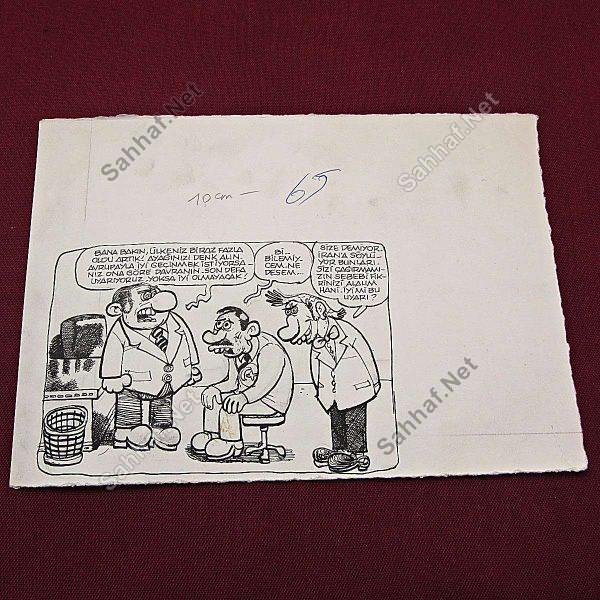 Sahhaf.Net
Sahhaf.Net
10 cm - 65
BANA BAKIN, ÜLKENİZ BİRAZ FAZLA
OLDU ARTIK! AYAĞINIZI DENK ALIN.
AVRUPAYLA İYİ GEÇİNMEK İSTİYORSA-
NIZ ONA GÖRE DAVRANIN. SON DEFA
UYARIYORUZ. YOKSA İYİ OLMAYACAK!
Bİ...
BİLEMİY-
CEM..NE
DESEM...
SİZE DEMİYOR,
İRAN'A SÖYLÜ-
YOR BUNLARI..
SİZİ ÇAĞIRMAMI-
ZIN SEBEBİ FİK-
RİNİZİ ALALIM
HANİ.. İYİ Mİ BU
UYARI?
Sahhaf.Net
Sahhaf.Net